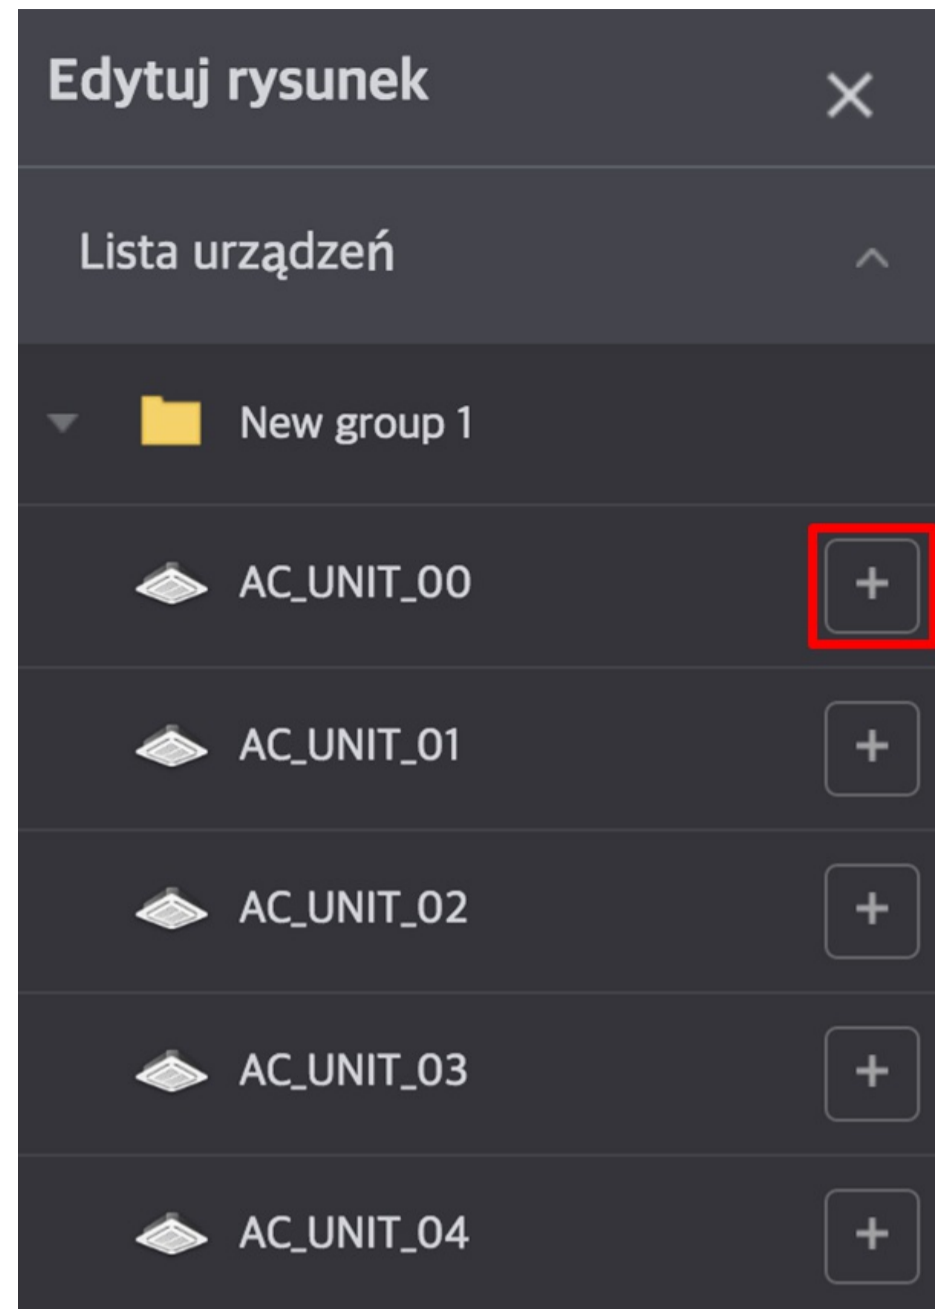 Edytuj rysunek
Lista urządzeń
New group 1
AC_UNIT_00
AC_UNIT_01
AC_UNIT_02
AC_UNIT_03
AC_UNIT_04